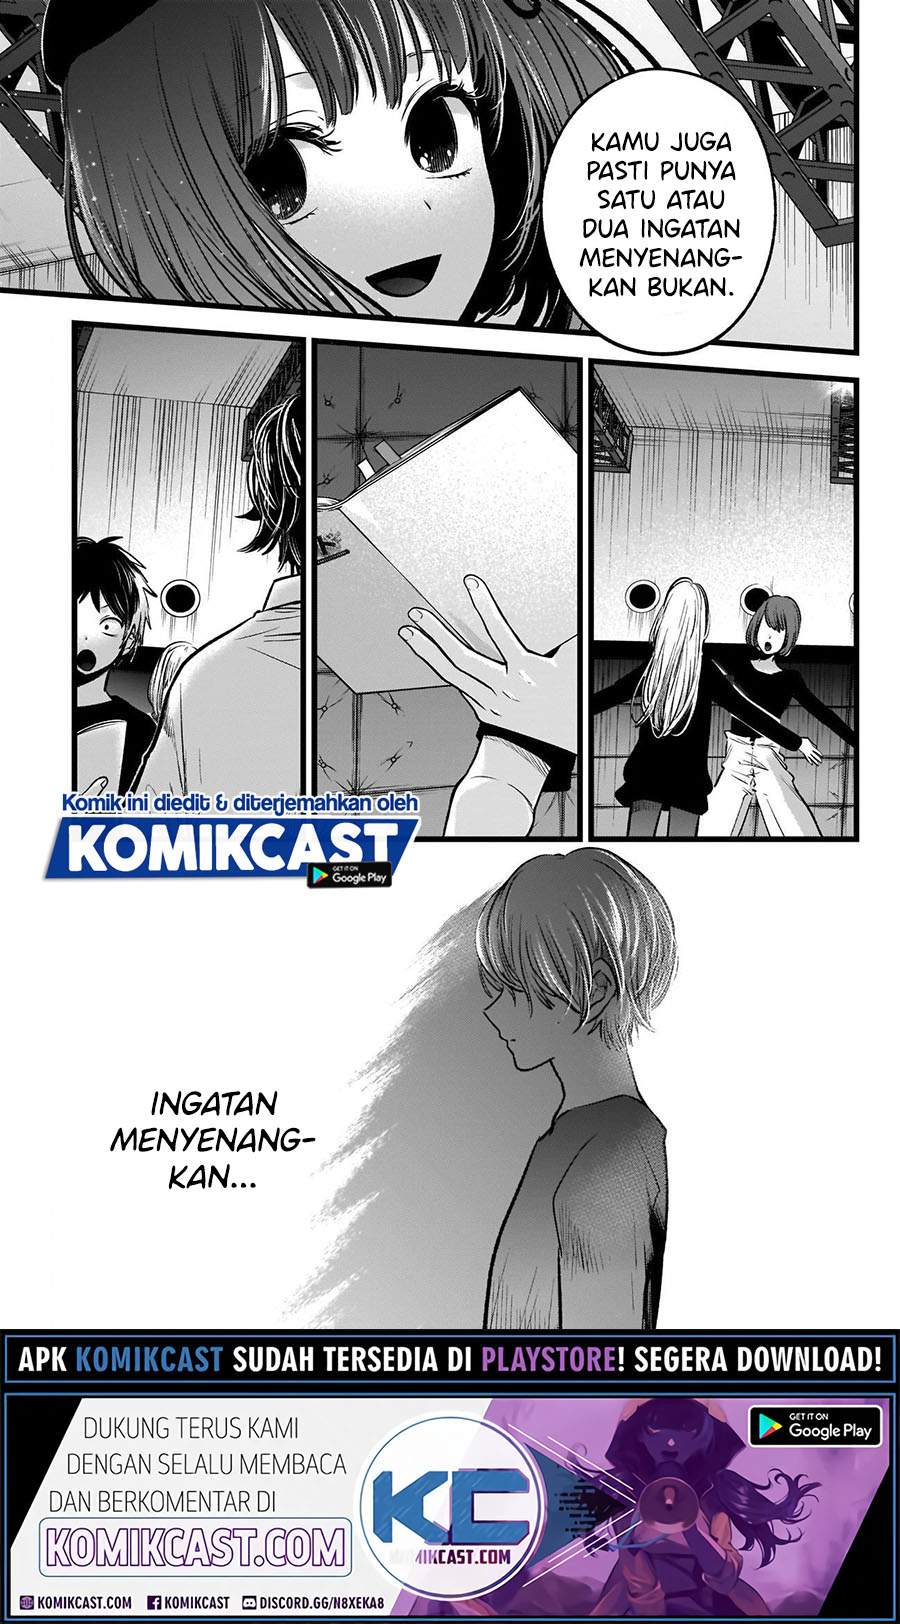 KAMU JUGA
PASTI PUNYA
SATU ATAU
DUA INGATAN
MENYENANG-
KAN BUKAN.
Komik ini diedit & diterjemahkan oleh
KOMIKCAST
GET IT ON
Google Play
INGATAN
MENYENANG-
KAN...
APK KOMIKCAST SUDAH TERSEDIA DI PLAYSTORE! SEGERA DOWNLOAD!
DUKUNG TERUS KAMI
DENGAN SELALU MEMBACA
DAN BERKOMENTAR DI
KOMIKCAST.COM
KOMIKCAST.COM KOMIKCAST DISCORD.GG/N8XEKA8
KC
KOMIKCAST.COM
GET IT ON
Google Play